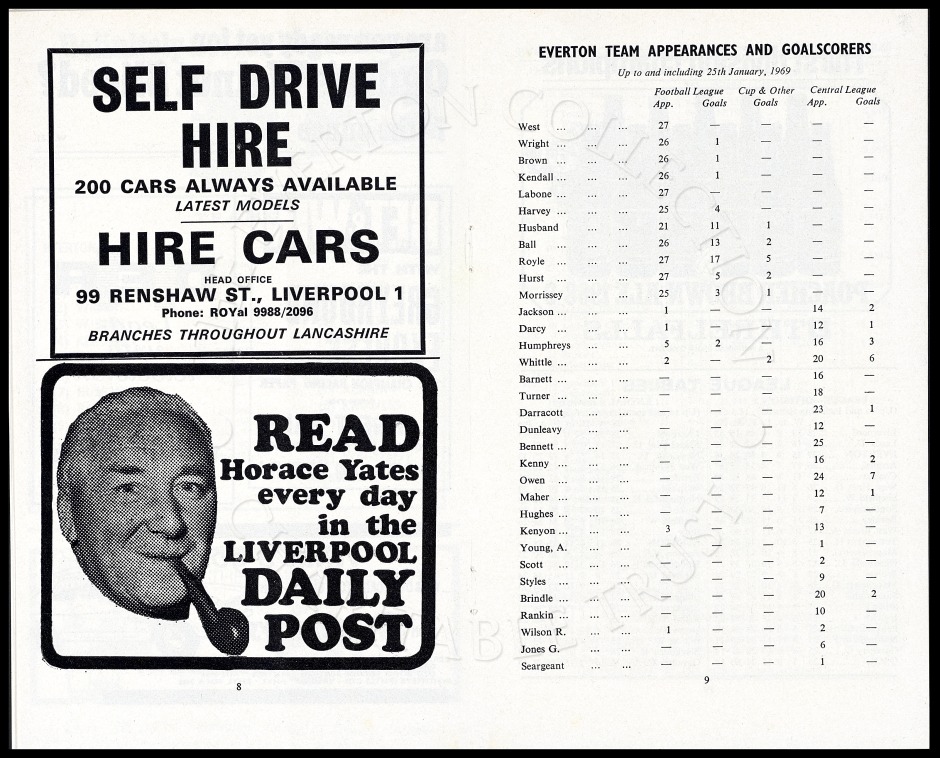 SELF DRIVE
HIRE
200 CARS ALWAYS AVAILABLE
LATEST MODELS
HIRE CARS
HEAD OFFICE
99 RENSHAW ST., LIVERPOOL 1
Phone: ROYal 9988/2096
BRANCHES THROUGHOUT LANCASHIRE
READ
Horace Yates
every day
in the
LIVERPOOL
DAILY
POST
8
EVERTON TEAM APPEARANCES AND GOALSCORERS
Up to and including 25th January, 1969
Football League Cup & Other Central League
App. Goals Goals App. Goals
West ... ... ... 27 — — — —
Wright ... ... ... 26 1 — — —
Brown ... ... ... 26 1 — — —
Kendall ... ... ... 26 1 — — —
Labone ... ... ... 27 — — — —
Harvey ... ... ... 25 4 — — —
Husband ... ... 21 11 1 — —
Ball ... ... ... 26 13 2 — —
Royle ... ... ... 27 17 5 — —
Hurst ... ... ... 27 5 2 — —
Morrissey ... ... 25 3 1 — —
Jackson ... ... ... 1 — — 14 2
Darcy ... ... ... 1 — — 12 1
Humphreys ... ... 5 2 — 16 3
Whittle ... ... ... 2 — 2 20 6
Barnett ... ... ... — — — 16 —
Turner ... ... ... — — — 18 —
Darracott ... ... — — — 23 1
Dunleavy ... ... — — — 12 —
Bennett ... ... ... — — — 25 —
Kenny ... ... ... — — — 16 2
Owen ... ... ... — — — 24 7
Maher ... ... ... — — — 12 1
Hughes ... ... ... — — — 7 —
Kenyon ... ... ... 3 — — 13 —
Young, A. ... ... — — — 1 —
Scott ... ... ... — — — 2 —
Styles ... ... ... — — — 9 —
Brindle ... ... ... — — — 20 2
Rankin ... ... ... — — — 10 —
Wilson R. ... ... 1 — — 2 —
Jones G. ... ... — — — 6 —
Seargeant ... ... — — — 1 —
9